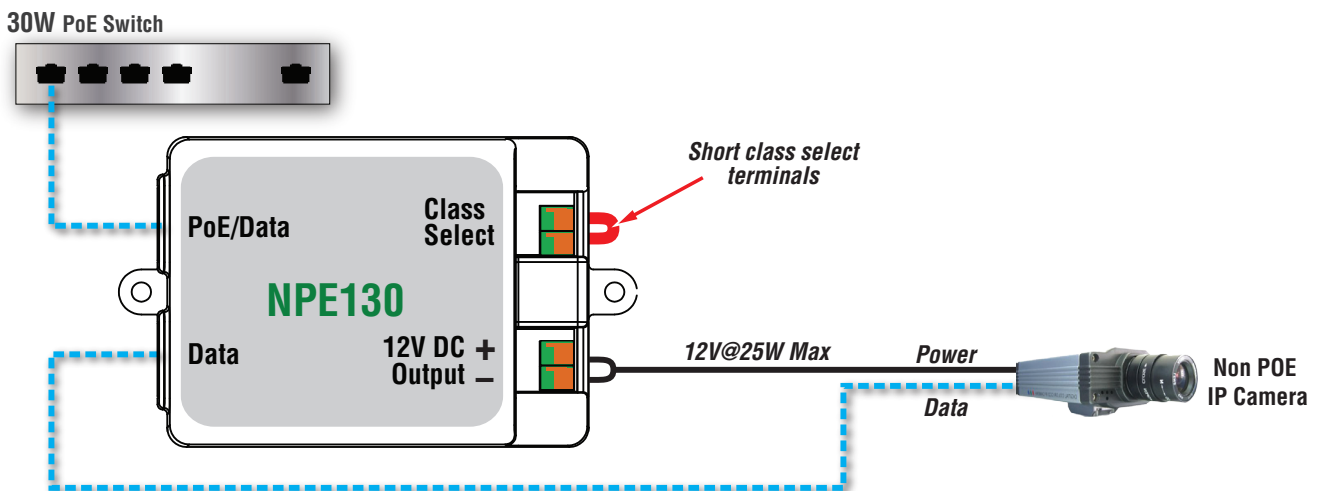 30W PoE Switch
Short class select
terminals
PoE/Data
Class
Select
NPE130
Data
12V DC +
Output –
12V@25W Max
Power
Data
Non POE
IP Camera